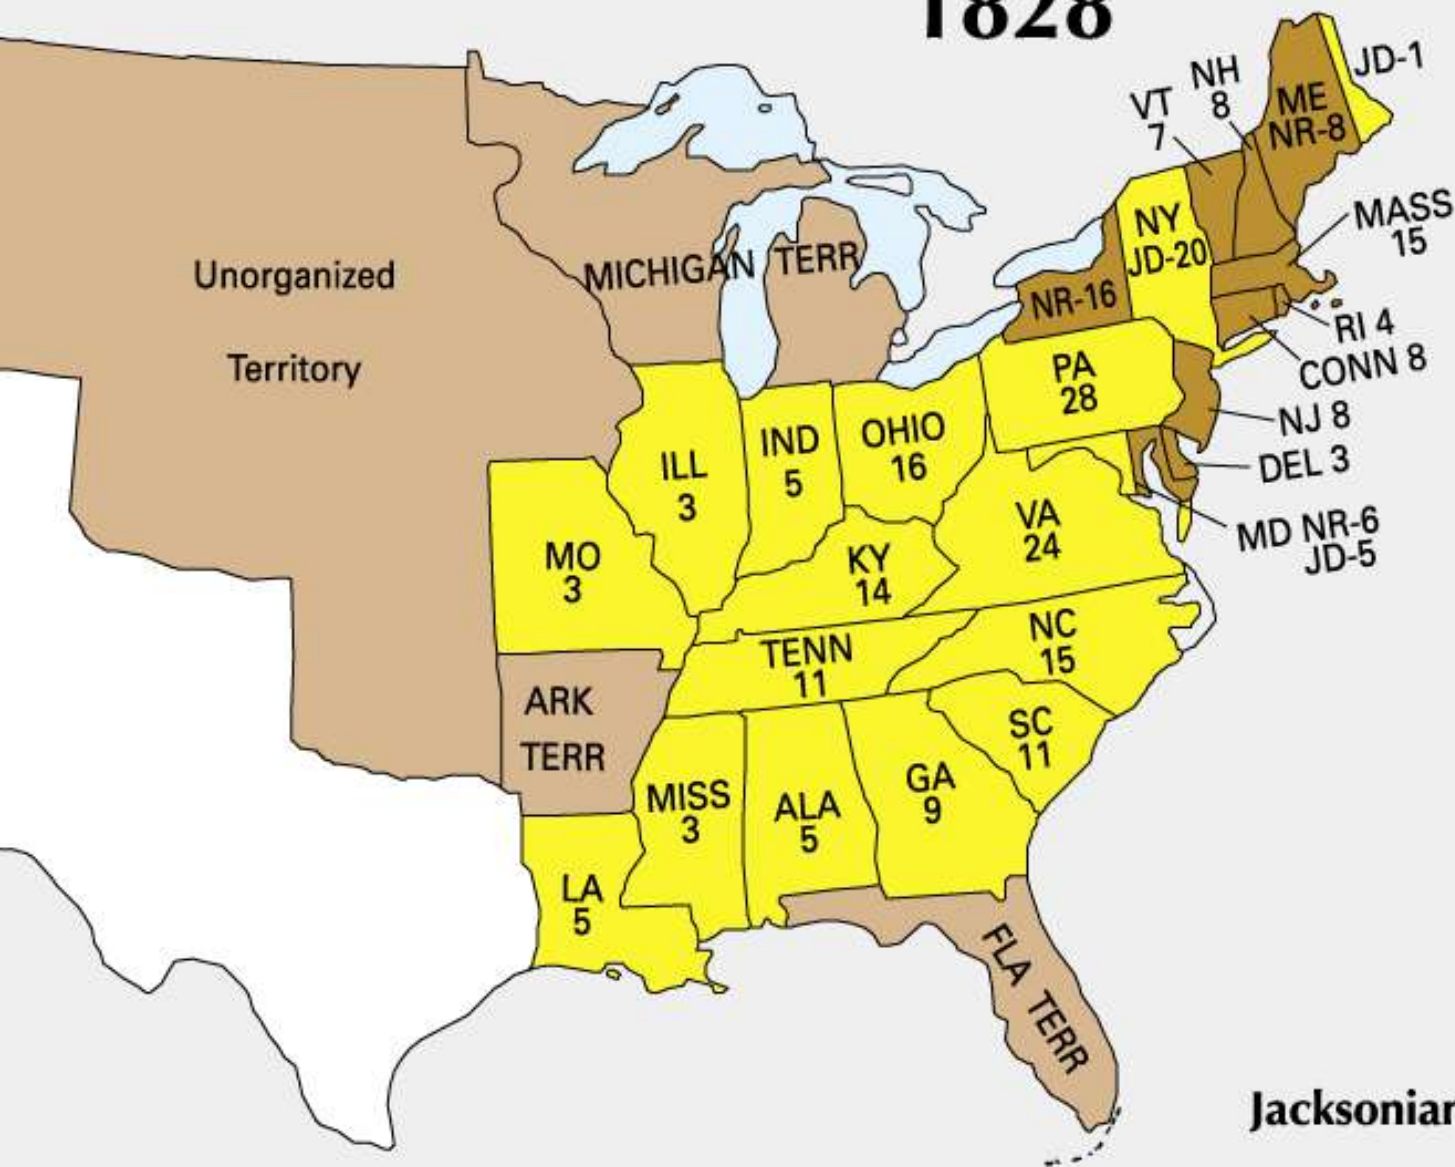 1828
JD-1
NH
8
VT
7
ME
NR-8
MASS
15
NY
JD-20
NR-16
RI 4
CONN 8
NJ 8
DEL 3
MD NR-6
JD-5
Unorganized
Territory
MICHIGAN TERR
PA
28
OHIO
16
IND
5
ILL
3
MO
3
VA
24
KY
14
NC
15
TENN
11
ARK
TERR
SC
11
MISS
3
ALA
5
GA
9
LA
5
FLA TERR
Jacksonian